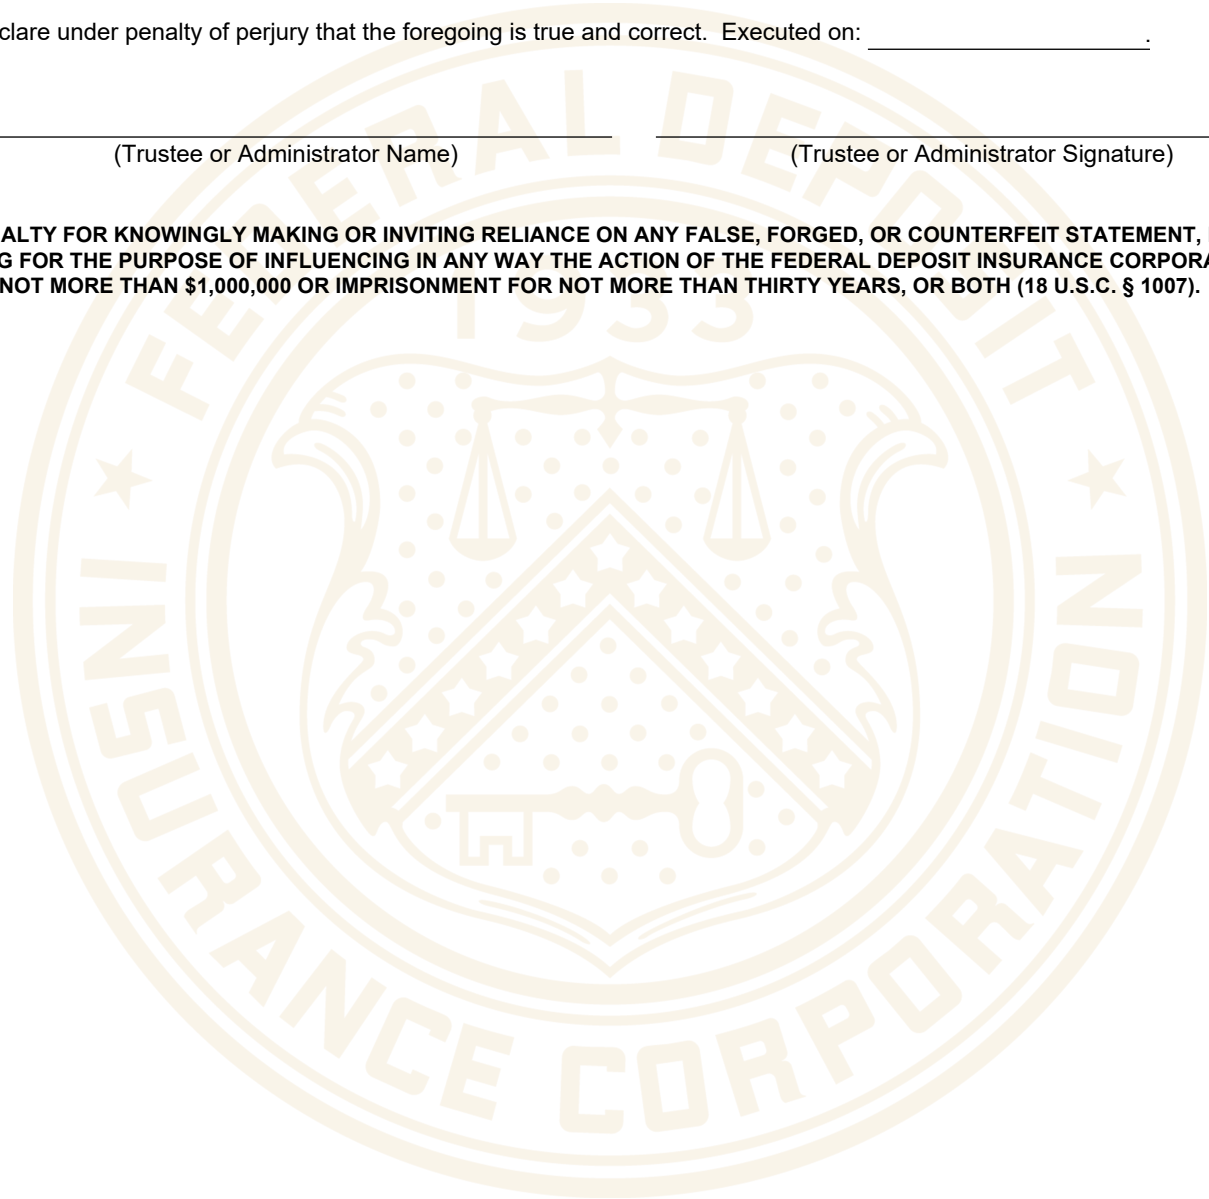 clare under penalty of perjury that the foregoing is true and correct. Executed on: .
(Trustee or Administrator Name) (Trustee or Administrator Signature)
ALTY FOR KNOWINGLY MAKING OR INVITING RELIANCE ON ANY FALSE, FORGED, OR COUNTERFEIT STATEMENT,
G FOR THE PURPOSE OF INFLUENCING IN ANY WAY THE ACTION OF THE FEDERAL DEPOSIT INSURANCE CORPORA
NOT MORE THAN $1,000,000 OR IMPRISONMENT FOR NOT MORE THAN THIRTY YEARS, OR BOTH (18 U.S.C. § 1007).
FEDERAL DEPOSIT
1933
INSURANCE CORPORATION